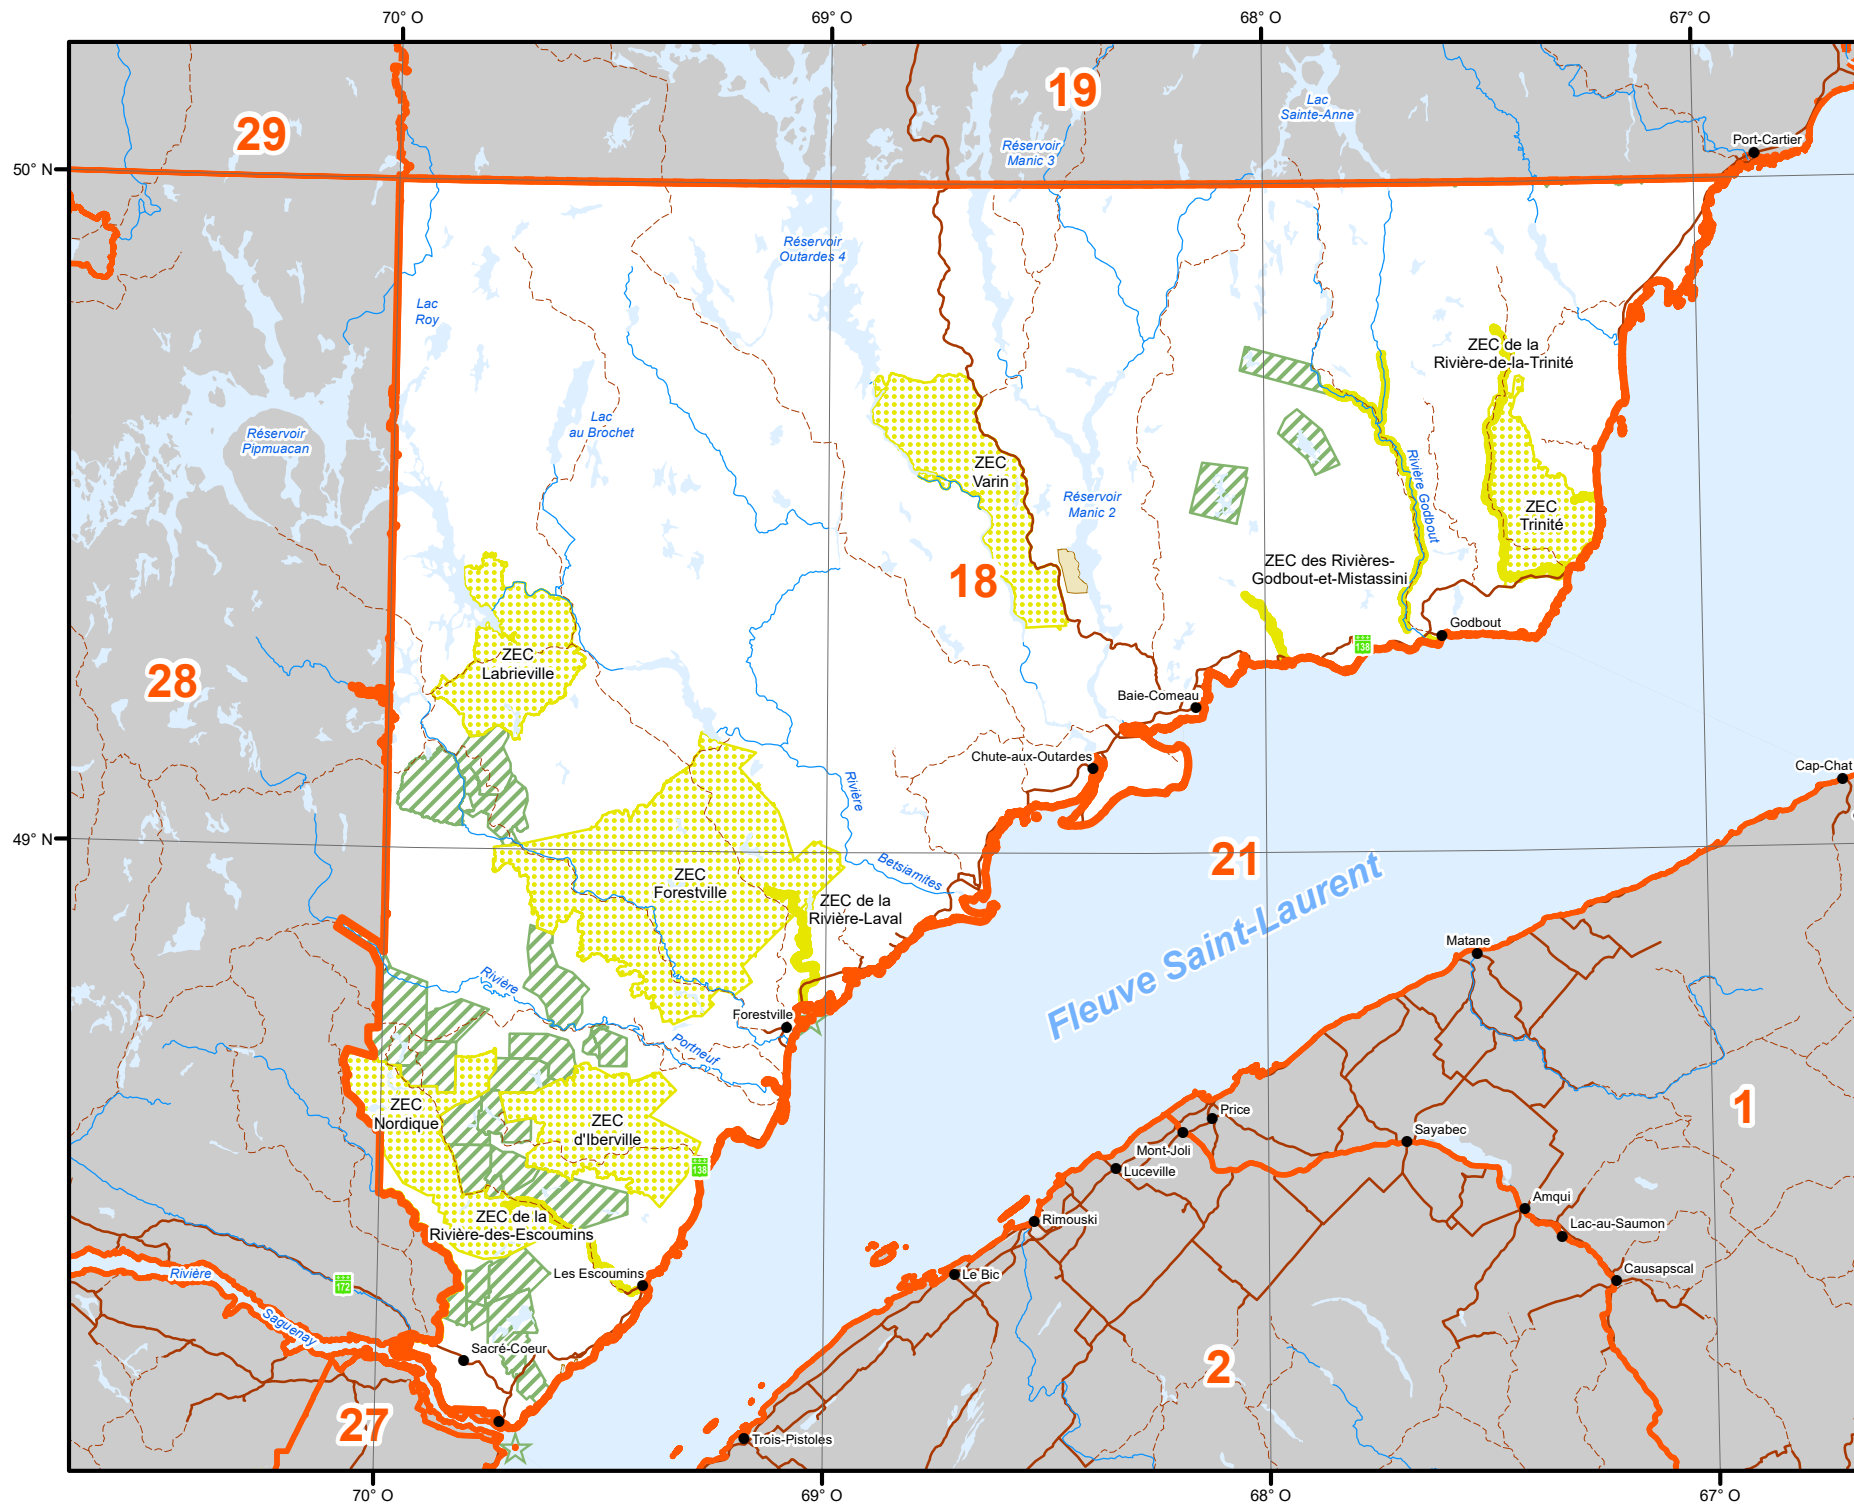 70° O
69° O
68° O
67° O
19
29
Lac
Sainte-Anne
Port-Cartier
Réservoir
Manic 3
50° N
Réservoir
Outardes 4
Lac
Roy
ZEC de la
Rivière-de-la-Trinité
Lac
au Brochet
Réservoir
Pipmuacan
ZEC
Varin
Réservoir
Manic 2
Rivière Godbout
ZEC
Trinité
18
ZEC des Rivières-
Godbout-et-Mistassini
Godbout
138
ZEC
Labrieville
28
Baie-Comeau
Chute-aux-Outardes
Cap-Chat
Rivière
Betsiamites
49° N
21
ZEC
Forestville
ZEC de la
Rivière-Laval
Fleuve Saint-Laurent
Matane
Rivière
Portneuf
Forestville
ZEC
Nordique
ZEC
d'Iberville
138
1
Price
Mont-Joli
Luceville
Sayabec
Amqui
Lac-au-Saumon
Causapscal
Rimouski
Le Bic
ZEC de la
Rivière-des-Escoumins
Les Escoumins
Rivière
Saguenay
172
Sacré-Coeur
2
27
Trois-Pistoles
70° O
69° O
68° O
67° O